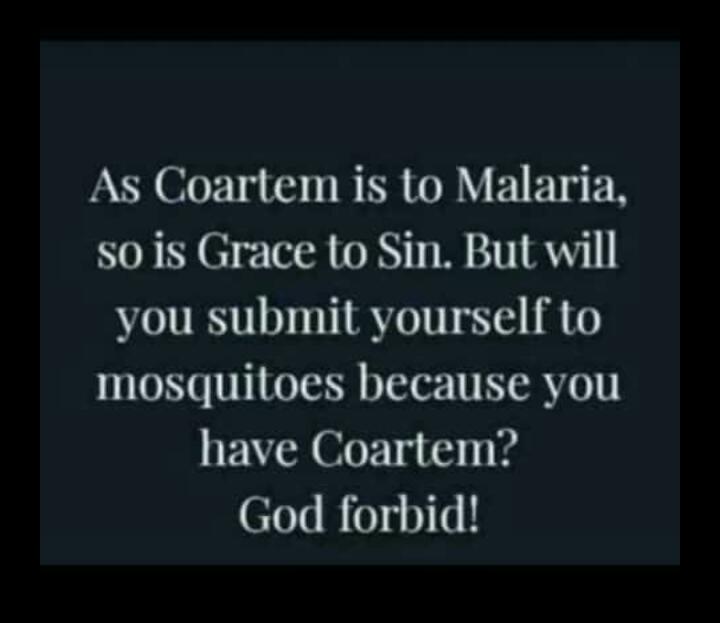 As Coartem is to Malaria,
so is Grace to Sin. But will
you submit yourself to
mosquitoes because you
have Coartem?
God forbid!